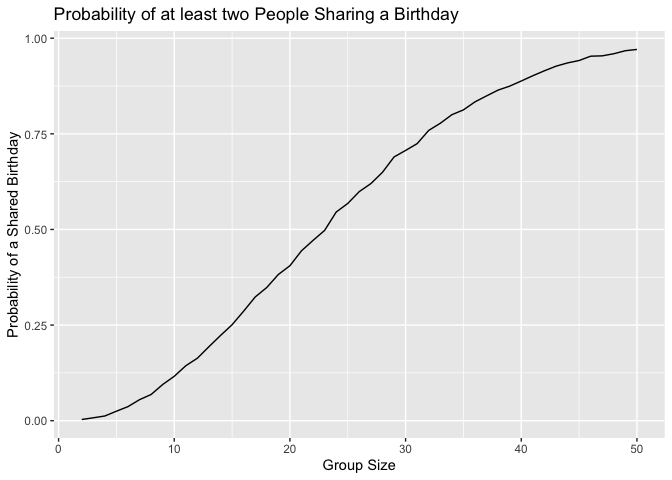 Probability of at least two People Sharing a Birthday
Probability of a Shared Birthday
1.00
0.75
0.50
0.25
0.00
0 10 20 30 40 50
Group Size